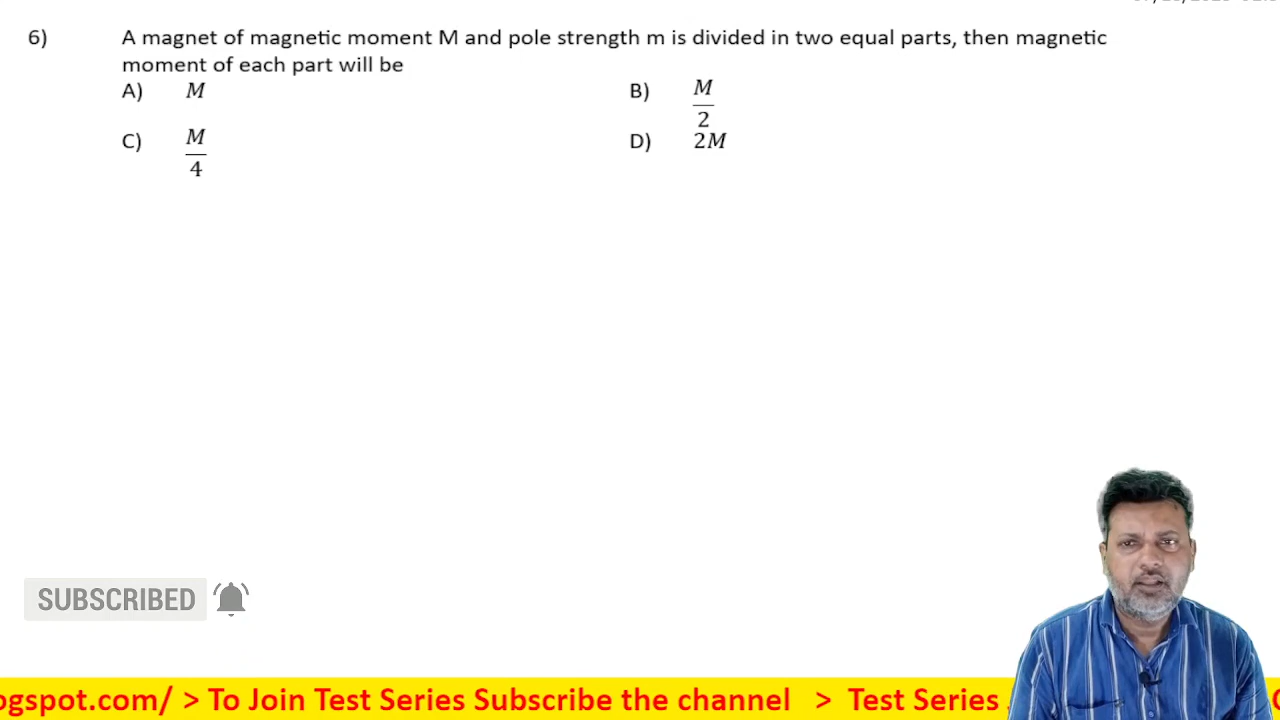 6) A magnet of magnetic moment M and pole strength m is divided in two equal parts, then magnetic
moment of each part will be
A) M B) M/2
C) M/4 D) 2M
SUBSCRIBED
ogspot.com/ > To Join Test Series Subscribe the channel > Test Series